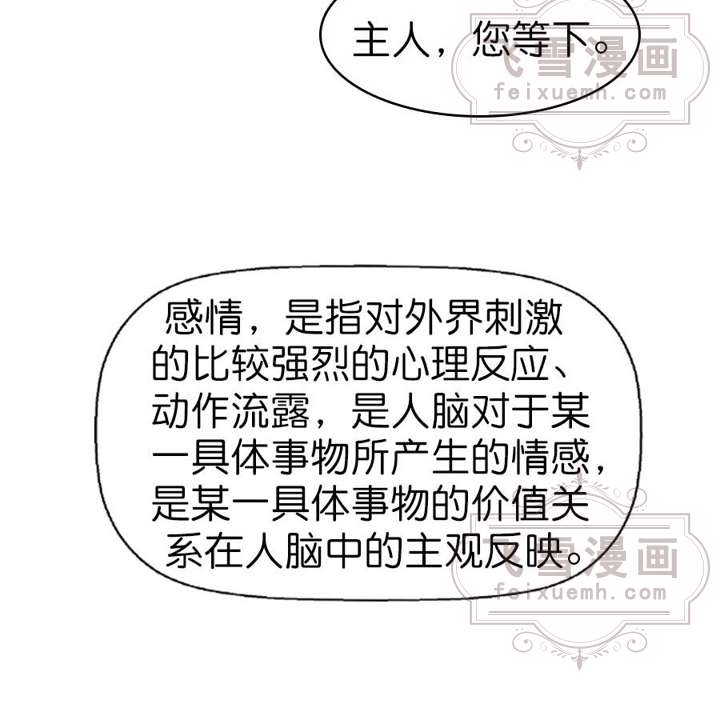 主人，您等下。
飞雪漫画
feixuemh.com
感情，是指对外界刺激
的比较强烈的心理反应、
动作流露，是人脑对于某
一具体事物所产生的情感，
是某一具体事物的价值关
系在人脑中的主观反映。
飞雪漫画
feixuemh.com